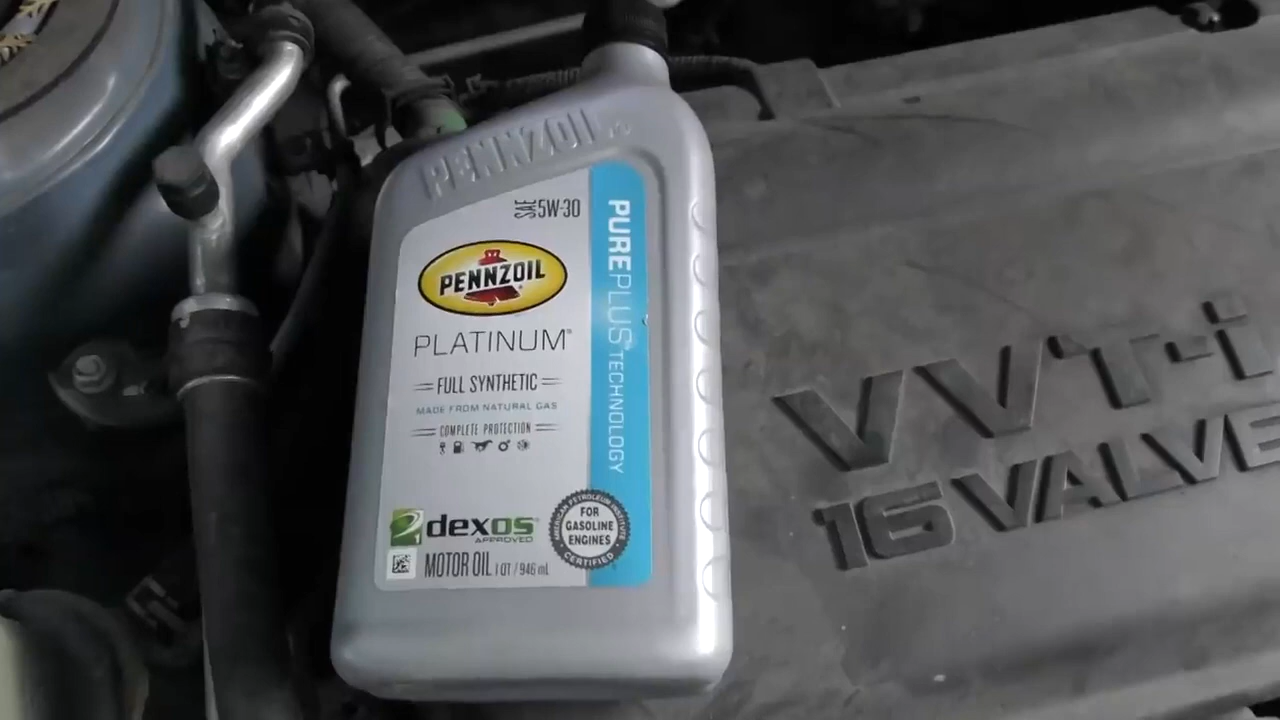 PENNZOIL
SAE 5W-30
PENNZOIL
PLATINUM®
FULL SYNTHETIC
MADE FROM NATURAL GAS
COMPLETE PROTECTION
dexos®
APPROVED
MOTOR OIL 1 QT / 946 mL
PUREPLUS TECHNOLOGY
AMERICAN PETROLEUM INSTITUTE
FOR
GASOLINE
ENGINES
CERTIFIED
VVT-i
16 VALVE